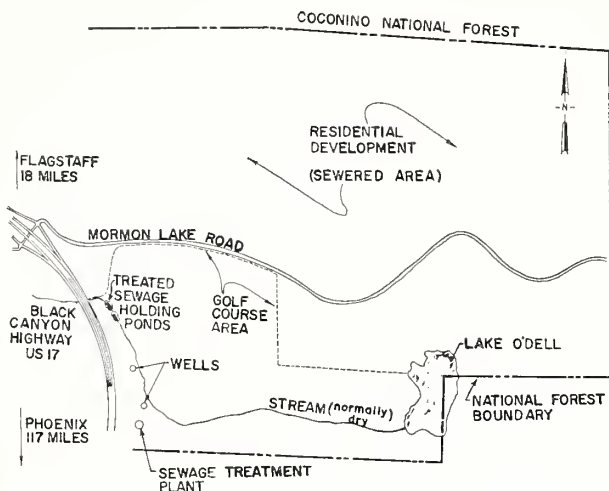 COCONINO NATIONAL FOREST
-N-
RESIDENTIAL
DEVELOPMENT
(SEWERED AREA)
FLAGSTAFF
18 MILES
MORMON LAKE ROAD
TREATED
SEWAGE
HOLDING
PONDS
GOLF
COURSE
AREA
BLACK
CANYON
HIGHWAY
US 17
WELLS
LAKE O'DELL
STREAM (normally
dry)
NATIONAL FOREST
BOUNDARY
PHOENIX
117 MILES
SEWAGE TREATMENT
PLANT